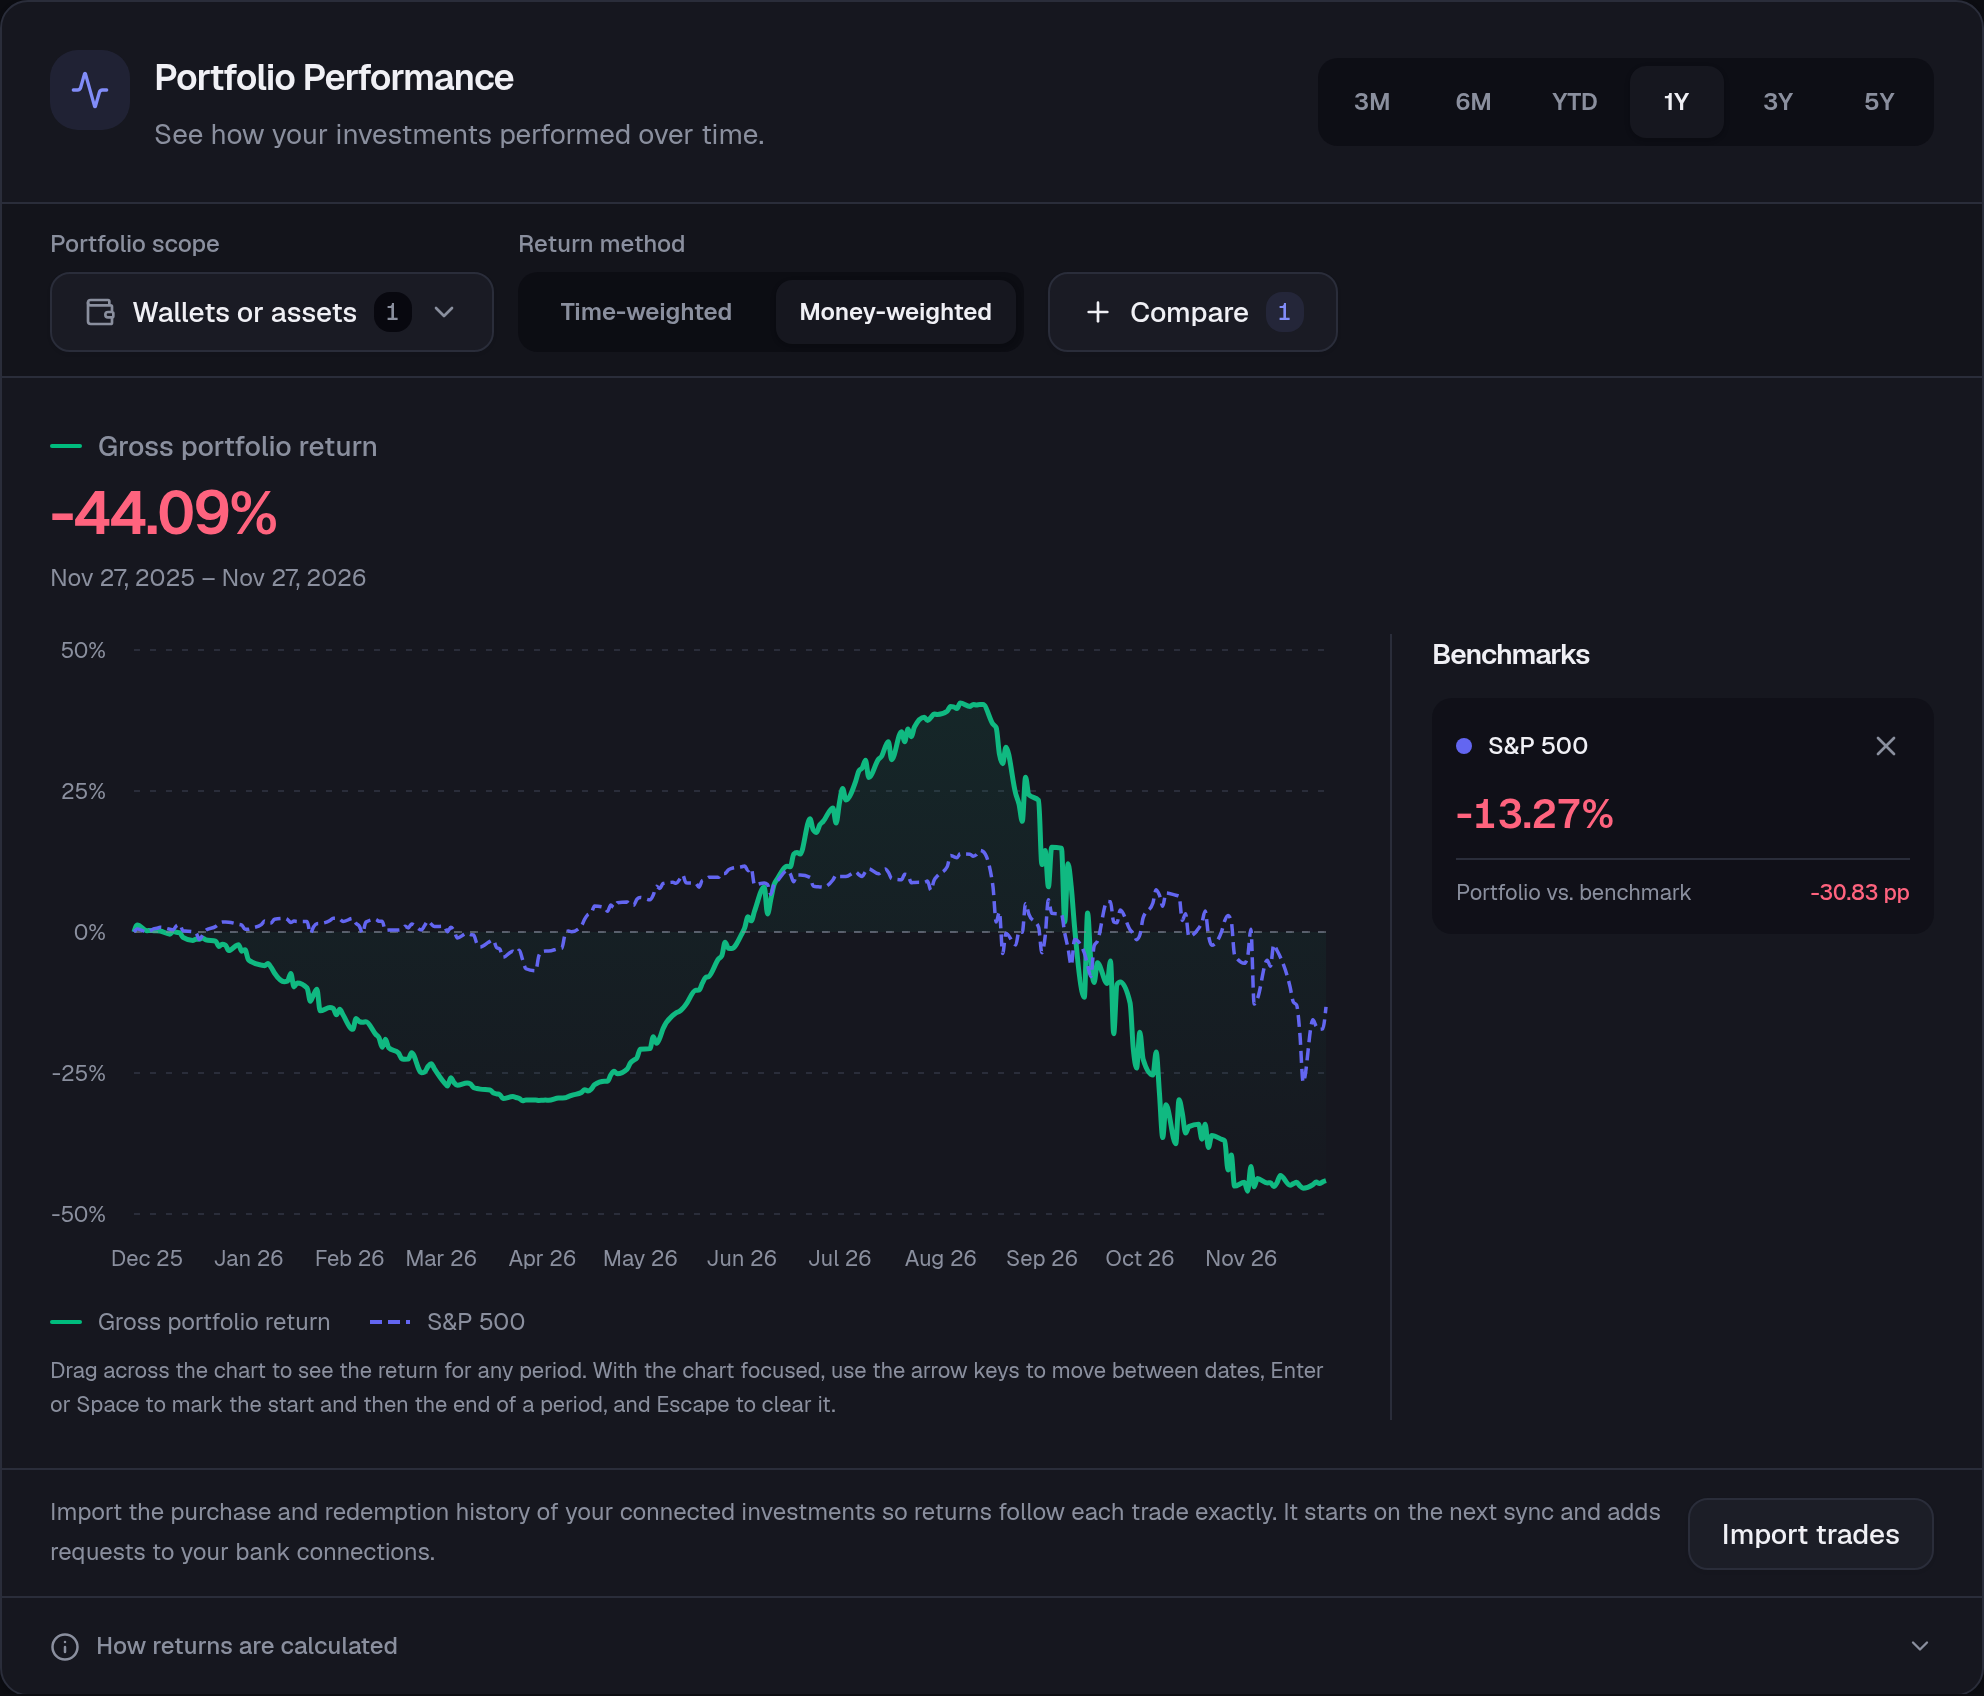 Portfolio Performance
See how your investments performed over time.
3M 6M YTD 1Y 3Y 5Y
Portfolio scope
Wallets or assets 1
Return method
Time-weighted Money-weighted
Compare 1
Gross portfolio return
-44.09%
Nov 27, 2025 – Nov 27, 2026
50%
25%
0%
-25%
-50%
Dec 25 Jan 26 Feb 26 Mar 26 Apr 26 May 26 Jun 26 Jul 26 Aug 26 Sep 26 Oct 26 Nov 26
Gross portfolio return S&P 500
Drag across the chart to see the return for any period. With the chart focused, use the arrow keys to move between dates, Enter
or Space to mark the start and then the end of a period, and Escape to clear it.
Benchmarks
S&P 500
-13.27%
Portfolio vs. benchmark -30.83 pp
Import the purchase and redemption history of your connected investments so returns follow each trade exactly. It starts on the next sync and adds
requests to your bank connections.
Import trades
How returns are calculated